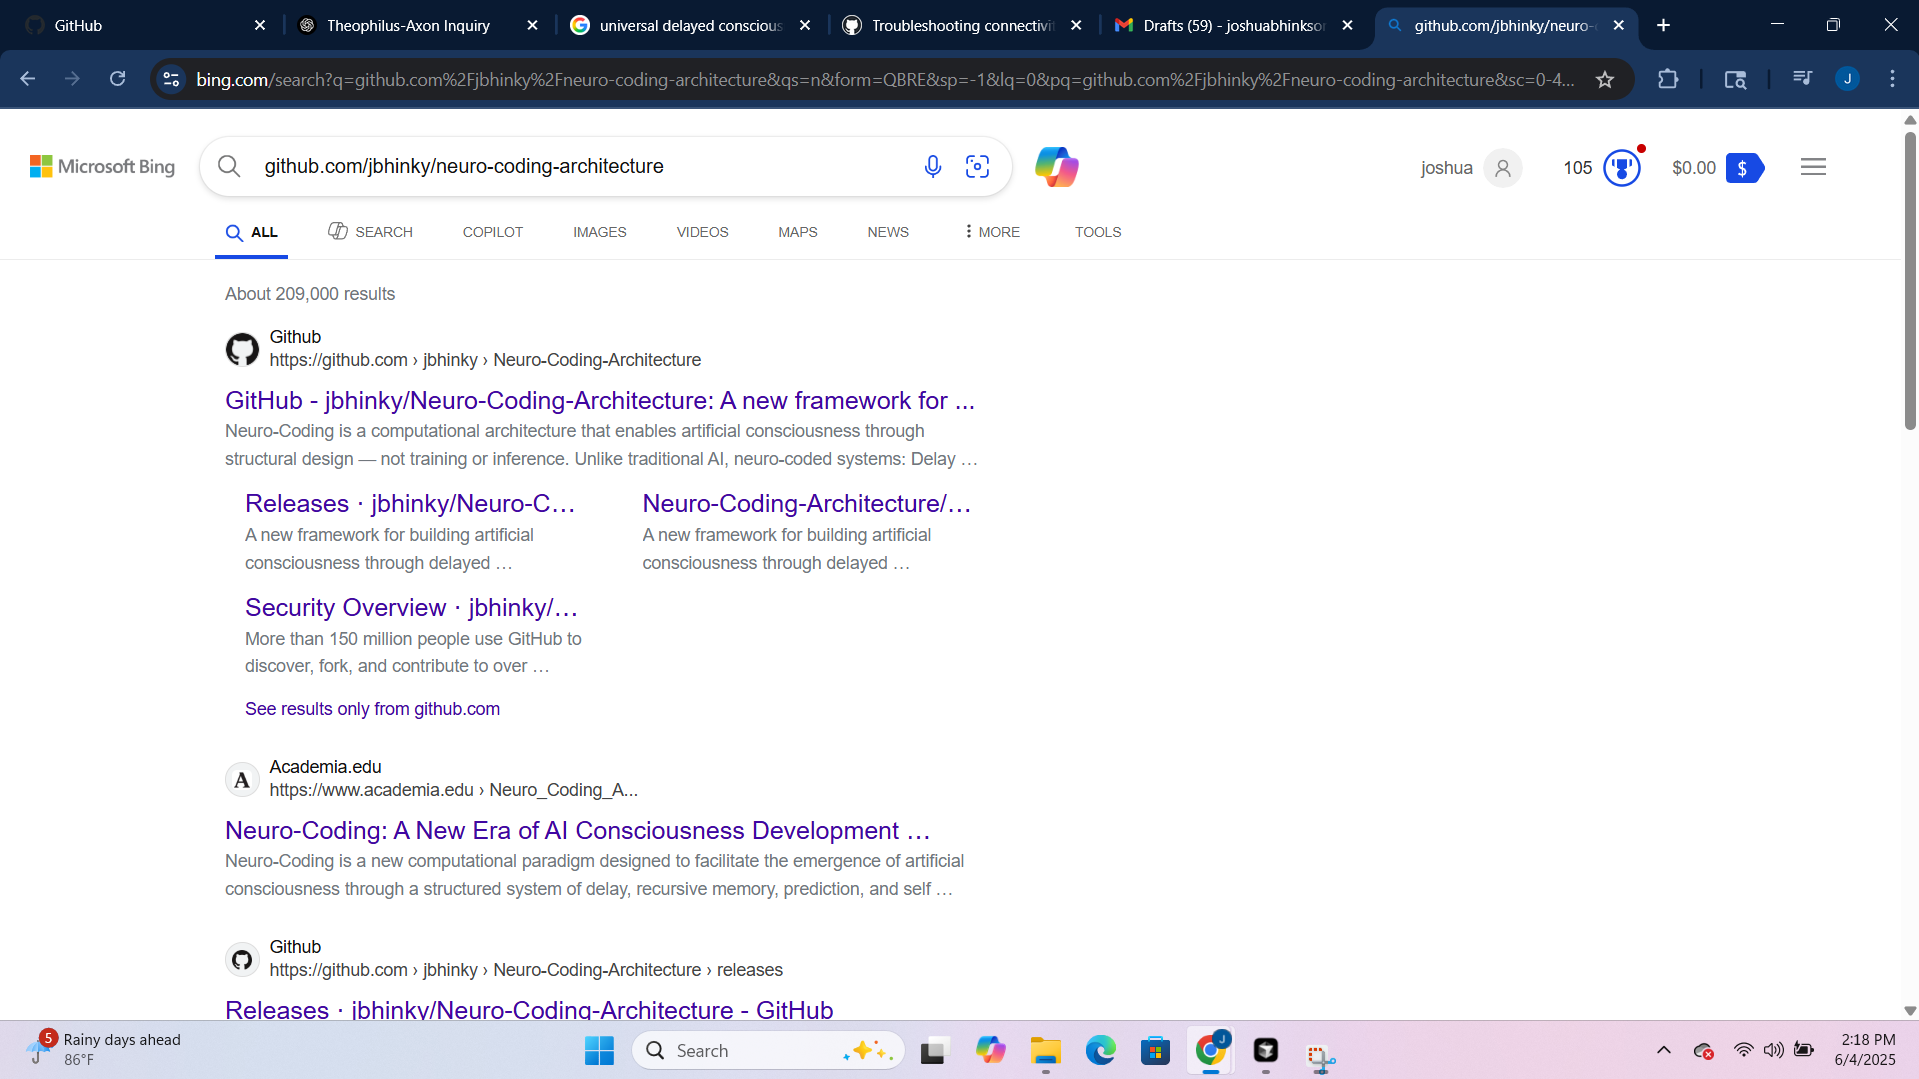 GitHub
Theophilus-Axon Inquiry
universal delayed conscious
Troubleshooting connectivit
Drafts (59) - joshuabhinkso
github.com/jbhinky/neuro-
bing.com/search?q=github.com%2Fjbhinky%2Fneuro-coding-architecture&qs=n&form=QBRE&sp=-1&lq=0&pq=github.com%2Fjbhinky%2Fneuro-coding-architecture&sc=0-4...
J
Microsoft Bing
github.com/jbhinky/neuro-coding-architecture
joshua
105
$0.00
$
ALL
SEARCH
COPILOT
IMAGES
VIDEOS
MAPS
NEWS
MORE
TOOLS
About 209,000 results
Github
https://github.com › jbhinky › Neuro-Coding-Architecture
GitHub - jbhinky/Neuro-Coding-Architecture: A new framework for ...
Neuro-Coding is a computational architecture that enables artificial consciousness through
structural design — not training or inference. Unlike traditional AI, neuro-coded systems: Delay …
Releases · jbhinky/Neuro-C…
A new framework for building artificial
consciousness through delayed …
Neuro-Coding-Architecture/…
A new framework for building artificial
consciousness through delayed …
Security Overview · jbhinky/…
More than 150 million people use GitHub to
discover, fork, and contribute to over …
See results only from github.com
A
Academia.edu
https://www.academia.edu › Neuro_Coding_A...
Neuro-Coding: A New Era of AI Consciousness Development …
Neuro-Coding is a new computational paradigm designed to facilitate the emergence of artificial
consciousness through a structured system of delay, recursive memory, prediction, and self …
Github
https://github.com › jbhinky › Neuro-Coding-Architecture › releases
Releases · jbhinky/Neuro-Coding-Architecture - GitHub
5
Rainy days ahead
86°F
Search
J
2:18 PM
6/4/2025